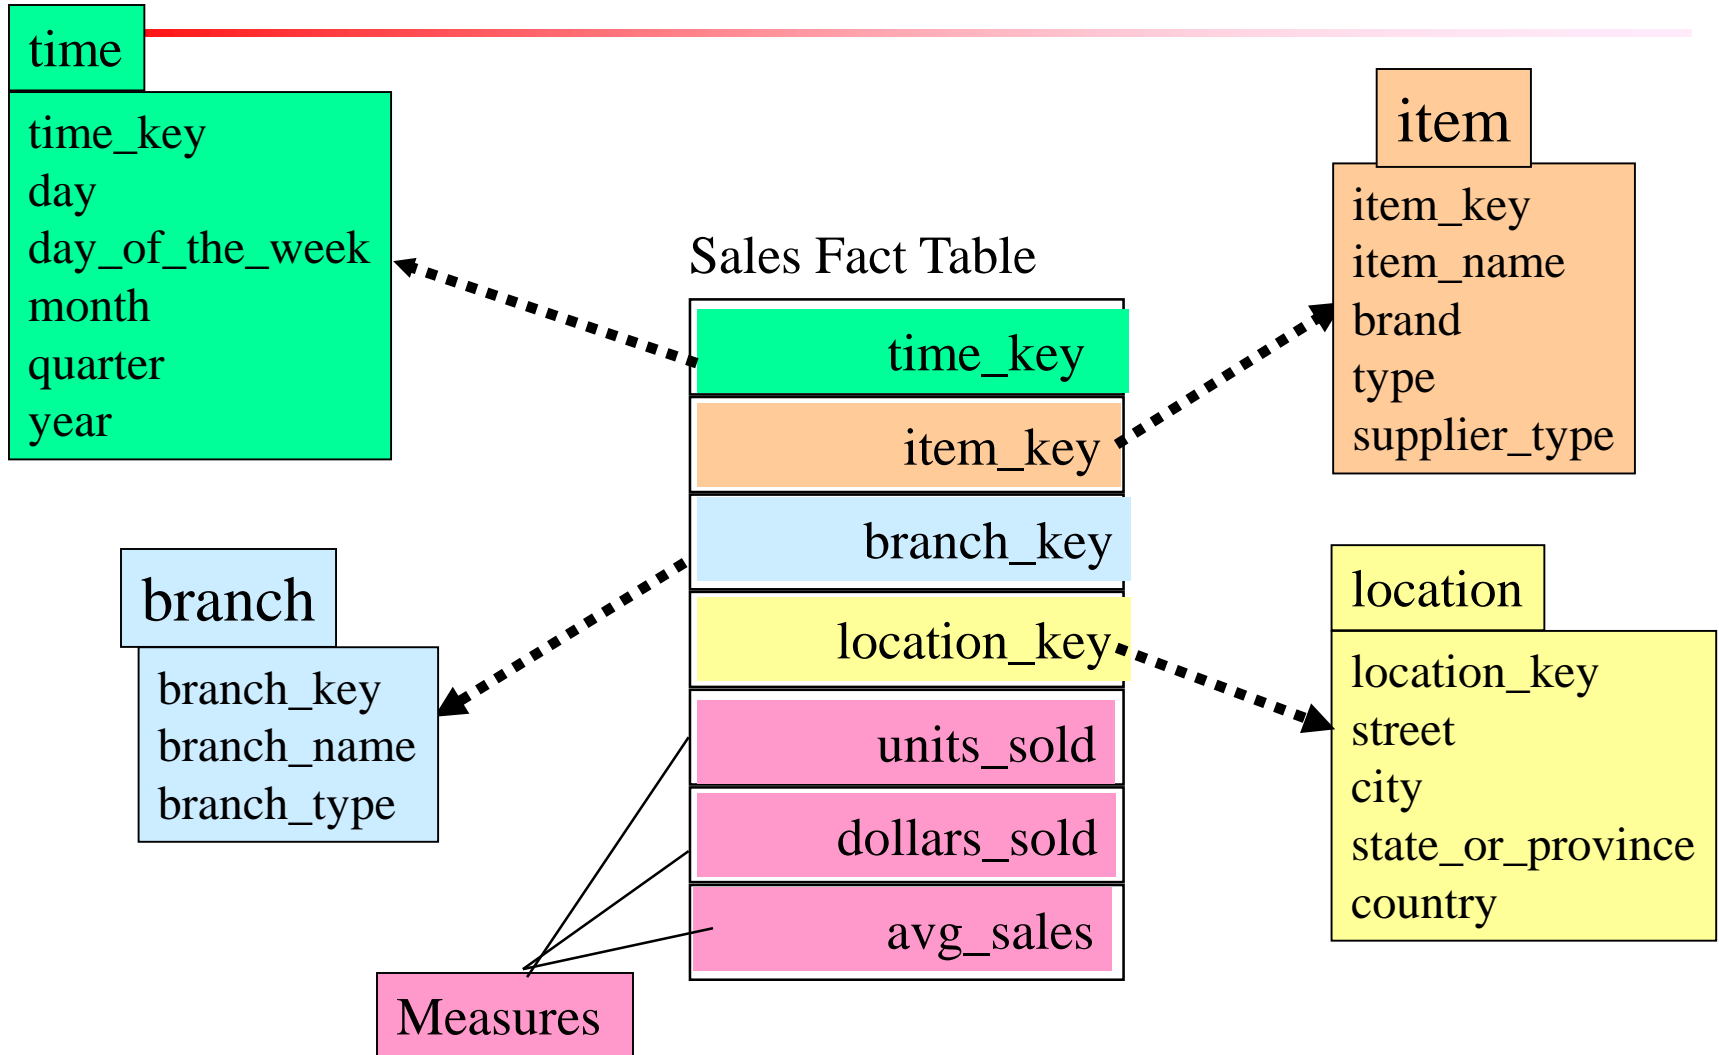 time
time_key
day
day_of_the_week
month
quarter
year
item
item_key
item_name
brand
type
supplier_type
Sales Fact Table
time_key
item_key
branch_key
location_key
units_sold
dollars_sold
avg_sales
branch
branch_key
branch_name
branch_type
location
location_key
street
city
state_or_province
country
Measures